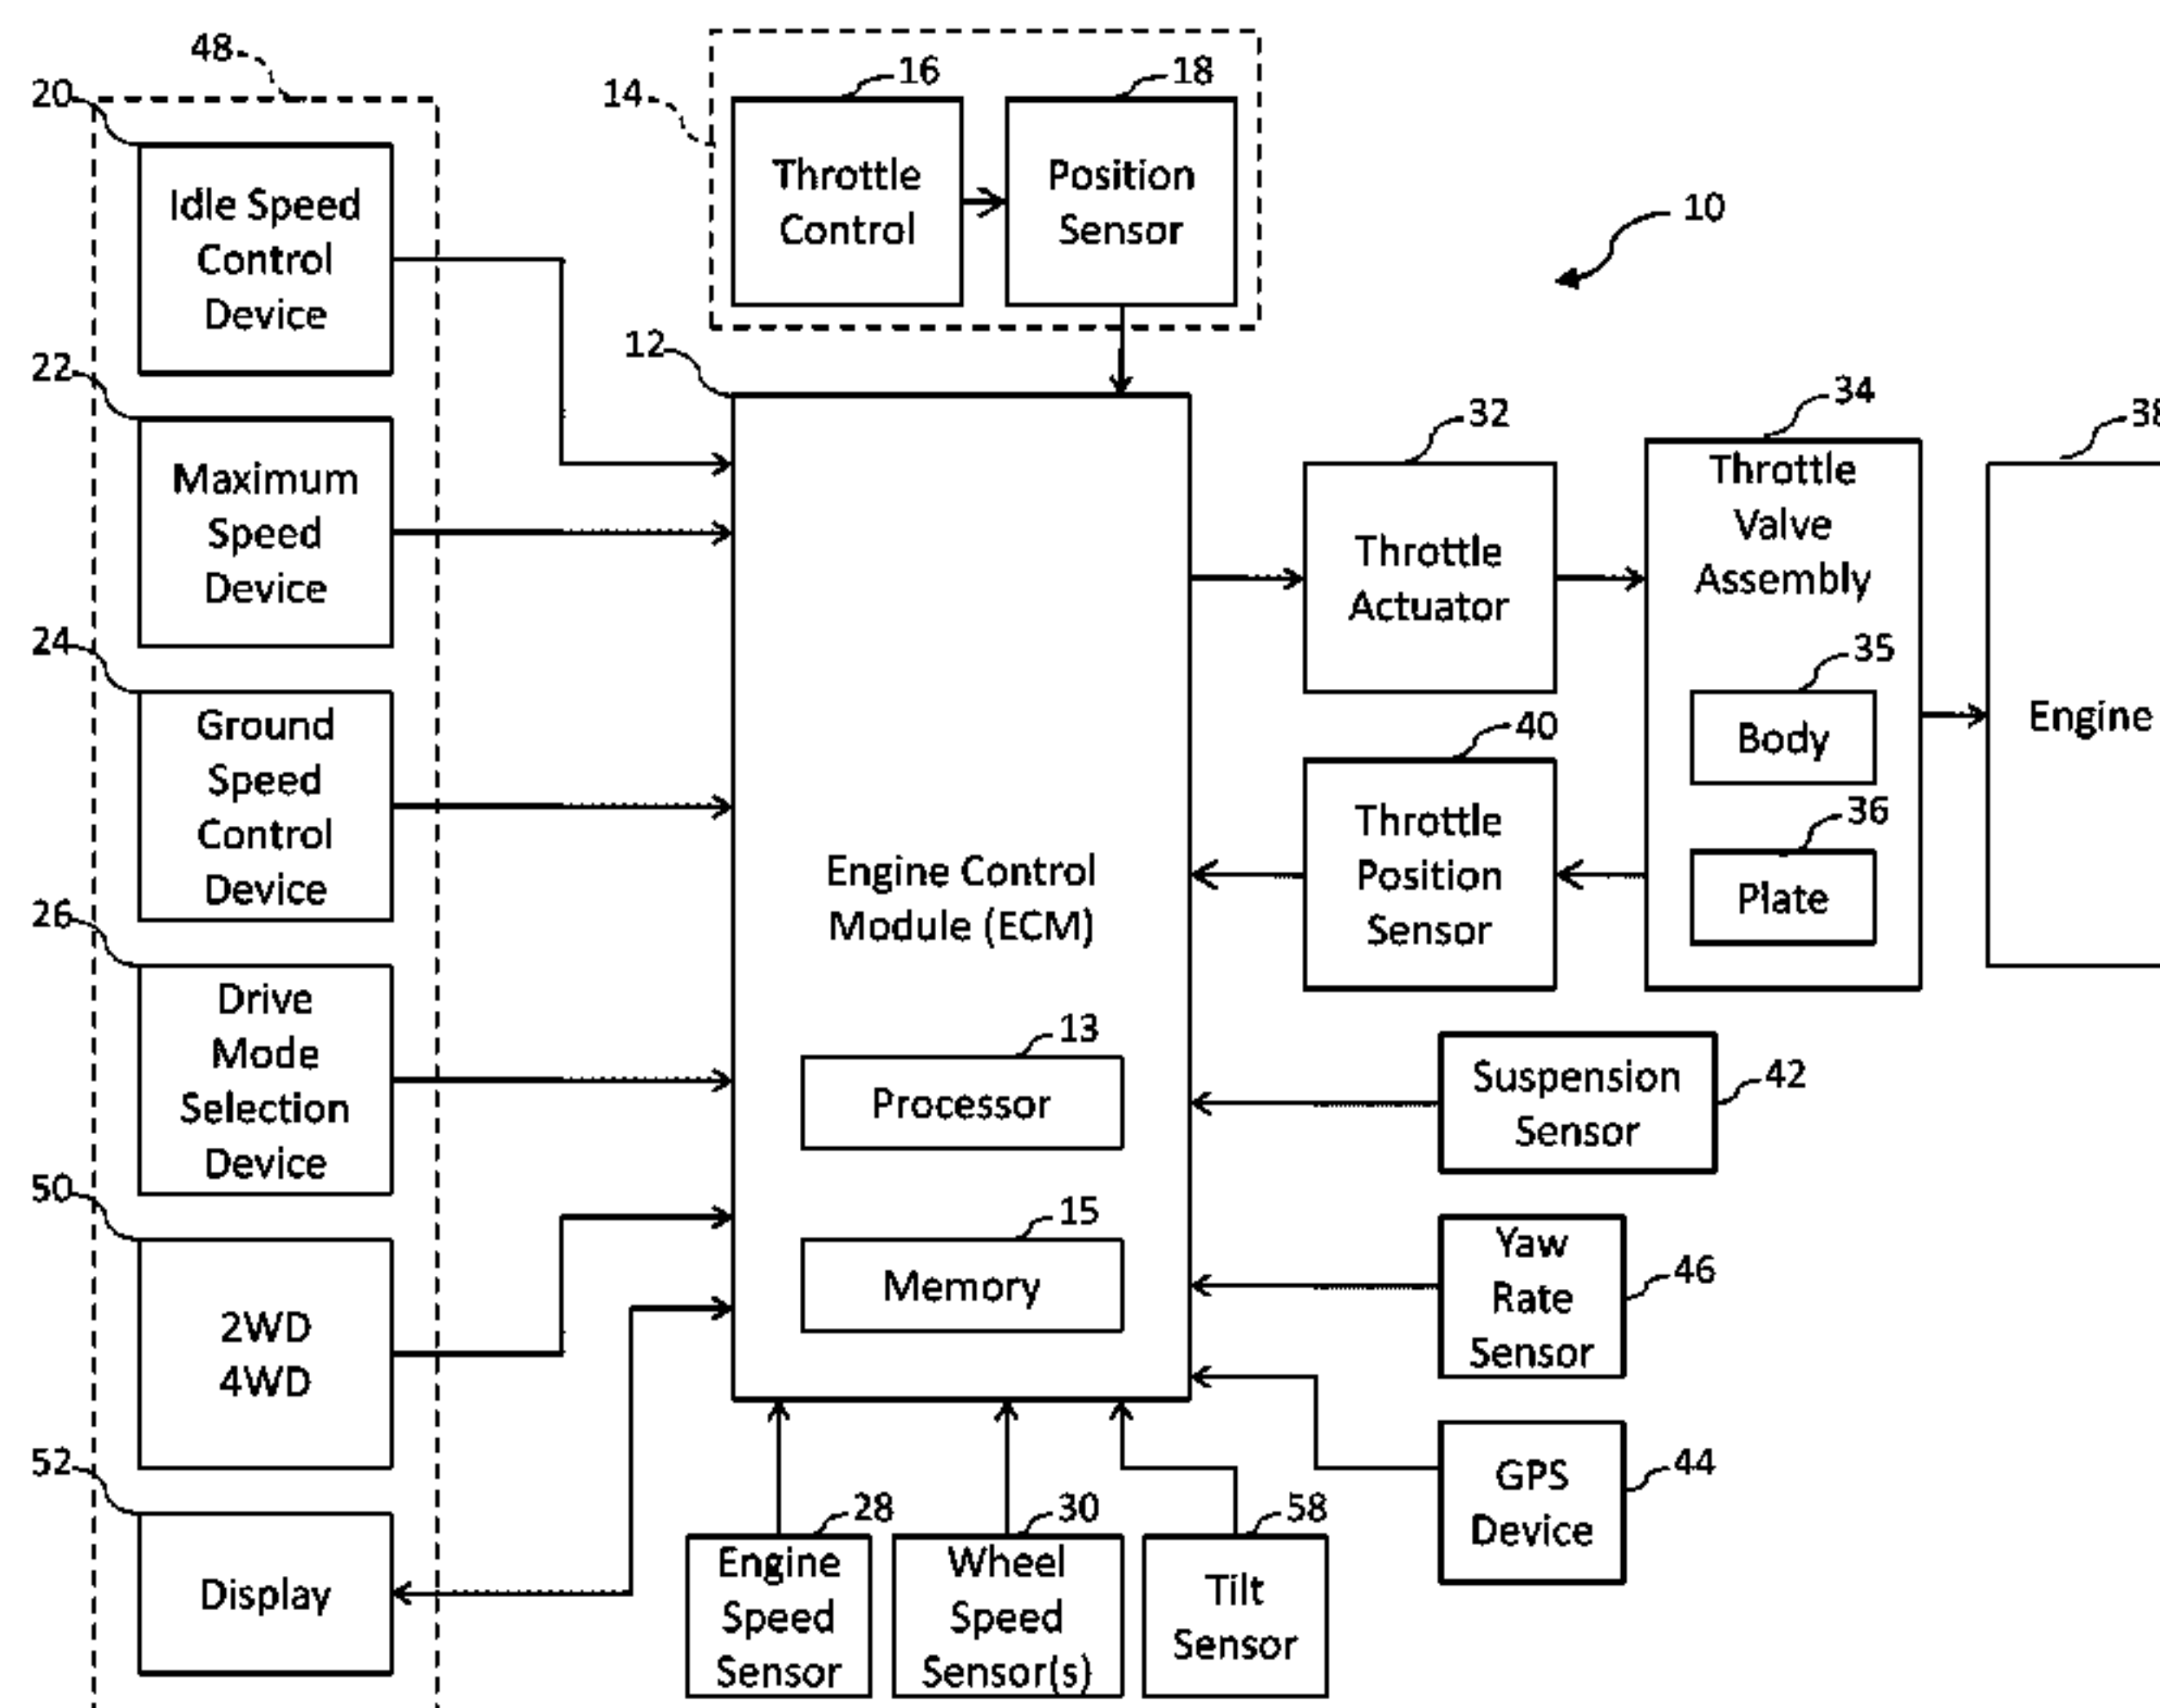 48
20
Idle Speed
Control
Device
22
Maximum
Speed
Device
24
Ground
Speed
Control
Device
26
Drive
Mode
Selection
Device
50
2WD
4WD
52
Display
14
16
Throttle
Control
18
Position
Sensor
10
12
Engine Control
Module (ECM)
13
Processor
15
Memory
32
Throttle
Actuator
34
Throttle
Valve
Assembly
35
Body
36
Plate
38
Engine
40
Throttle
Position
Sensor
42
Suspension
Sensor
46
Yaw
Rate
Sensor
44
GPS
Device
28
Engine
Speed
Sensor
30
Wheel
Speed
Sensor(s)
58
Tilt
Sensor